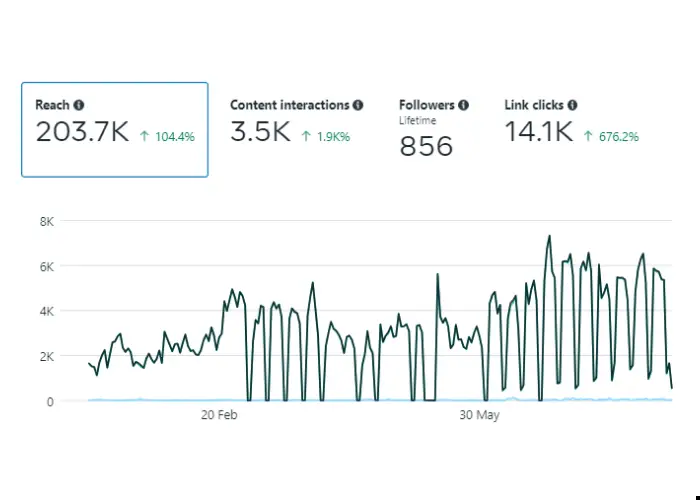 Reach
203.7K ↑ 104.4%
Content interactions
3.5K ↑ 1.9K%
Followers
Lifetime
856
Link clicks
14.1K ↑ 676.2%
8K
6K
4K
2K
0
20 Feb
30 May